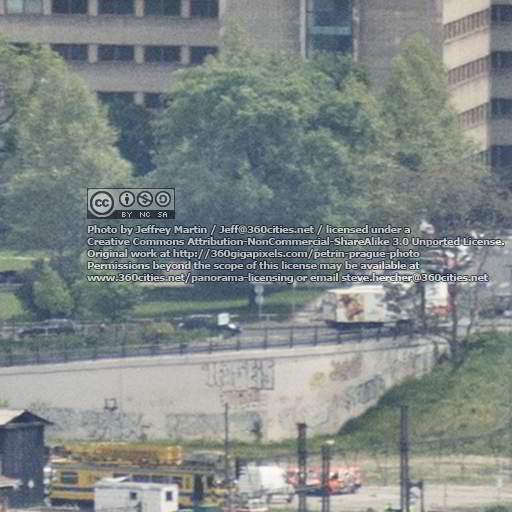 cc
BY NC SA
Photo by Jeffrey Martin / Jeff@360cities.net / licensed under a
Creative Commons Attribution-NonCommercial-ShareAlike 3.0 Unported License.
Original work at http://360gigapixels.com/petrin-prague-photo
Permissions beyond the scope of this license may be available at
www.360cities.net/panorama-licensing or email steve.hercher@360cities.net